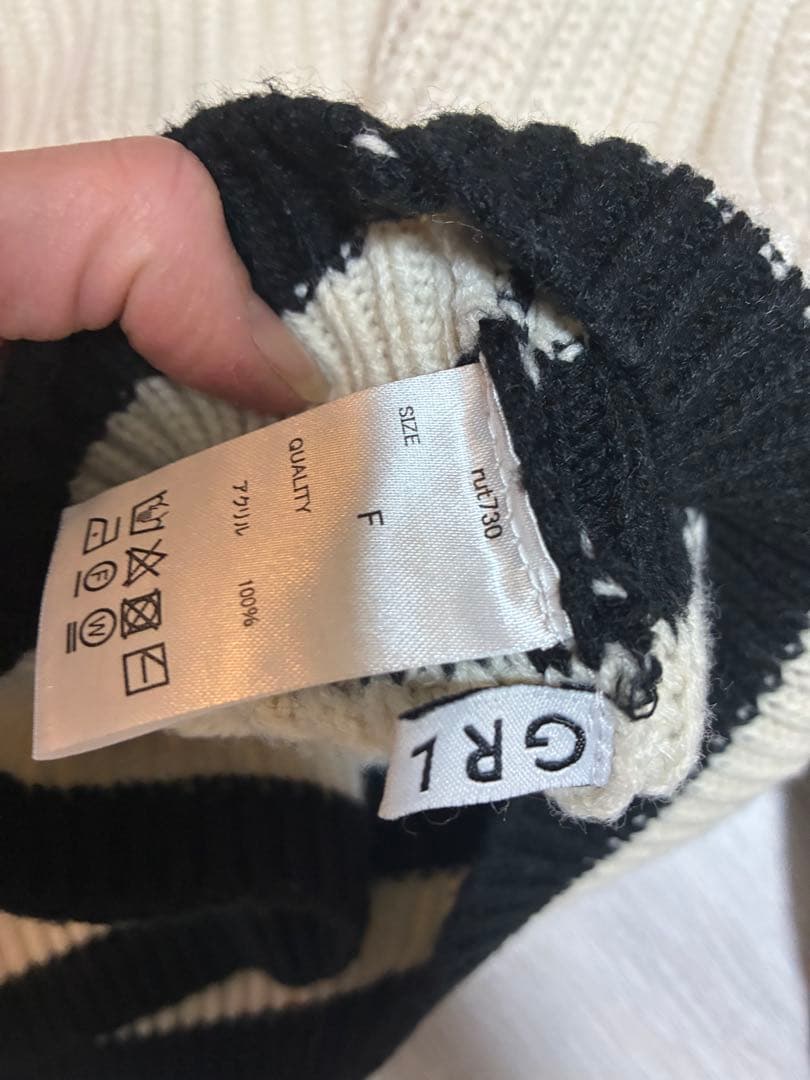 rut730
SIZE
F
QUALITY
アクリル 100%
F W
GRL